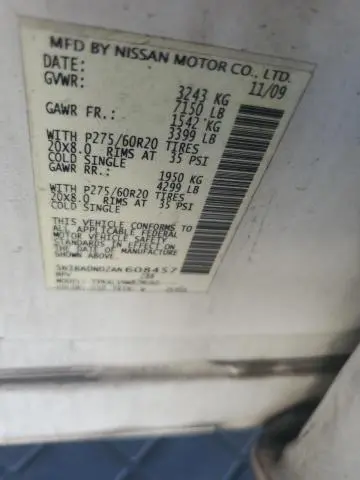 MFD BY NISSAN MOTOR CO., LTD.
DATE: 11/09
GVWR: 3243 KG
7150 LB
GAWR FR.: 1542 KG
3399 LB
WITH P275/60R20 TIRES
20X8.0 RIMS AT 35 PSI
COLD SINGLE
GAWR RR.: 1950 KG
4299 LB
WITH P275/60R20 TIRES
20X8.0 RIMS AT 35 PSI
COLD SINGLE
THIS VEHICLE CONFORMS TO
ALL APPLICABLE FEDERAL
MOTOR VEHICLE SAFETY
STANDARDS IN EFFECT ON
THE DATE OF MANUFACTURE
SHOWN ABOVE
608457
MPV
MODEL:
COLOR: